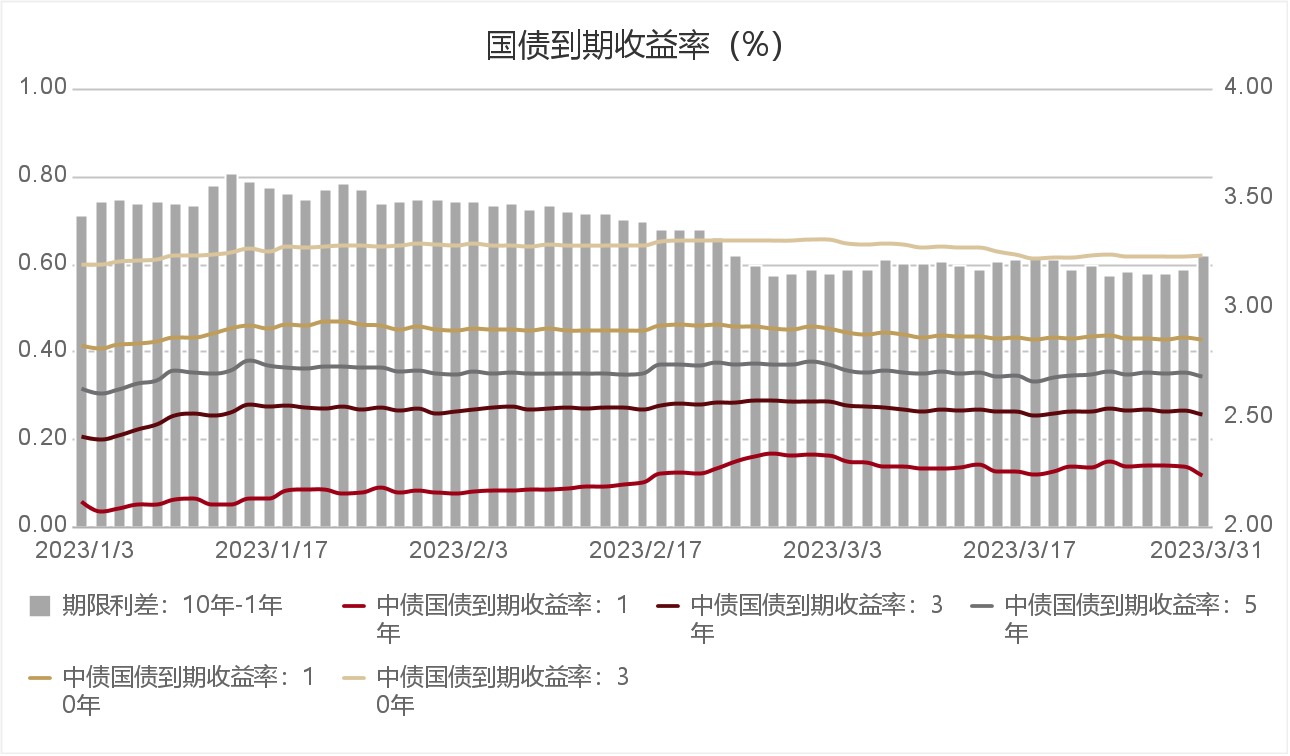 国债到期收益率（%）
1.00
4.00
0.80
3.50
0.60
3.00
0.40
2.50
0.20
0.00
2.00
2023/1/3
2023/1/17
2023/2/3
2023/2/17
2023/3/3
2023/3/17
2023/3/31
期限利差：10年-1年
中债国债到期收益率：1
年
中债国债到期收益率：3
年
中债国债到期收益率：5
年
中债国债到期收益率：1
0年
中债国债到期收益率：3
0年